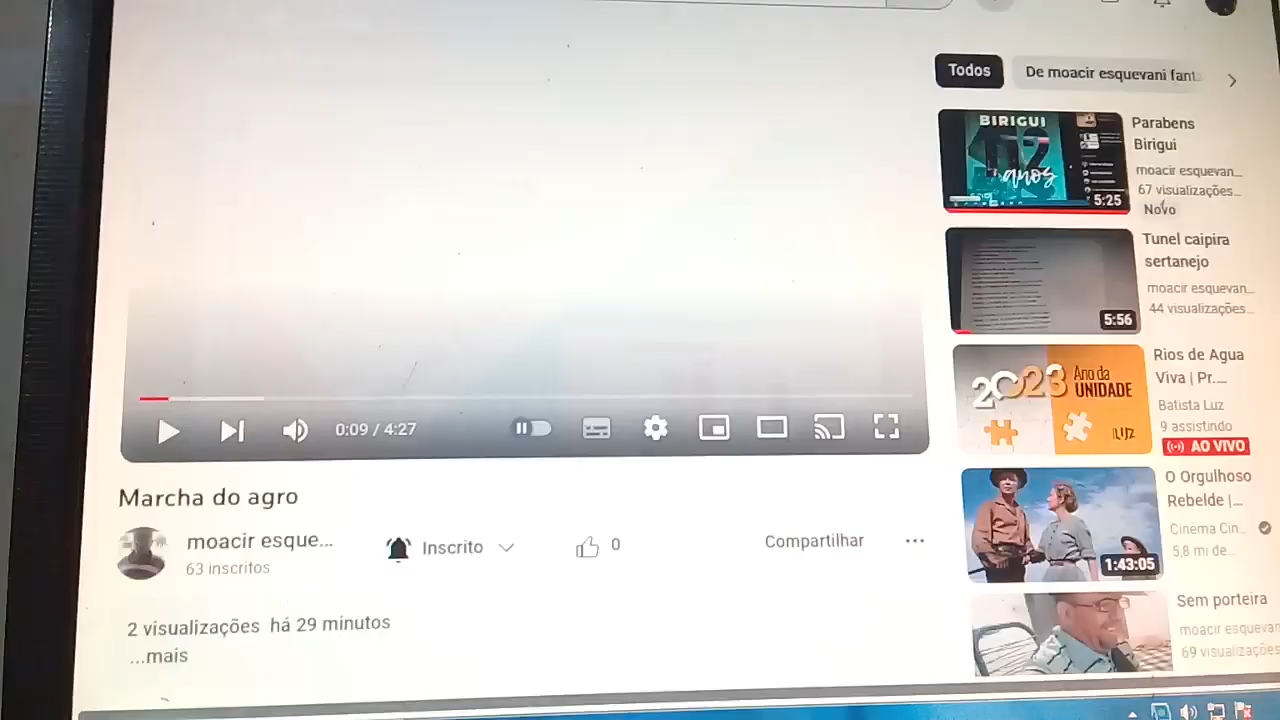 Todos
De moacir esquevani fant
BIRIGUI
112
anos
5:25
Parabens
Birigui
moacir esquevan...
67 visualizações...
Novo
5:56
Tunel caipira
sertanejo
moacir esquevan...
44 visualizações...
2023
Ano da
UNIDADE
LUZ
Rios de Agua
Viva | Pr....
Batista Luz
9 assistindo
AO VIVO
1:43:05
O Orgulhoso
Rebelde |...
Cinema Cin...
5,8 mi de...
Sem porteira
moacir esquevan
69 visualizações
0:09 / 4:27
Marcha do agro
moacir esque...
63 inscritos
Inscrito
0
Compartilhar
...
2 visualizações há 29 minutos
...mais